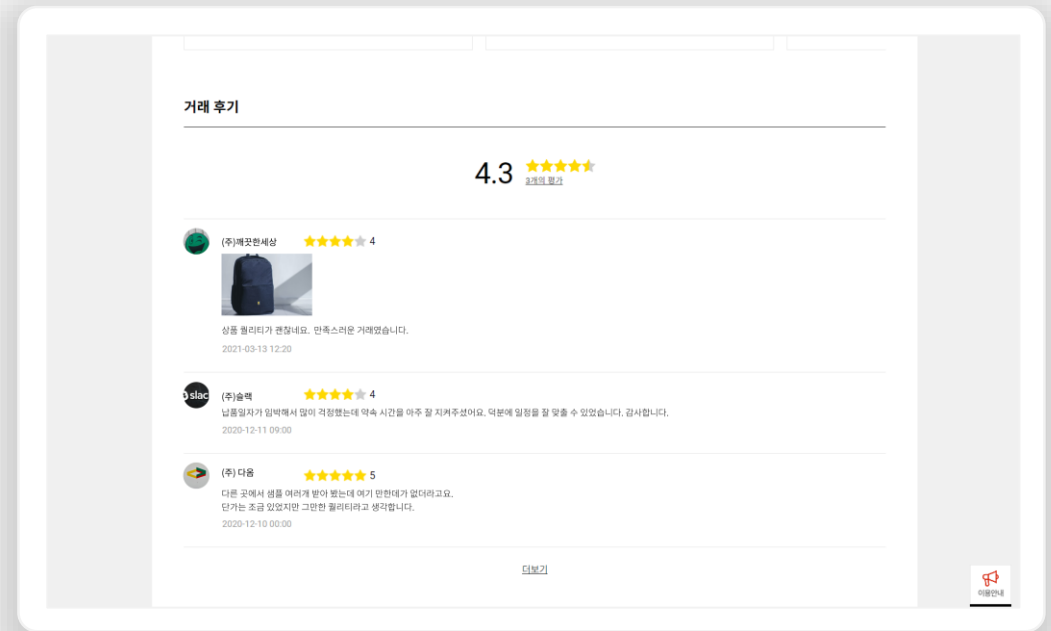 거래 후기
4.3
3개의 평가
(주)깨끗한세상
4
상품 퀄리티가 괜찮네요. 만족스러운 거래였습니다.
2021-03-13 12:20
slac
(주)슬랙
4
납품일자가 임박해서 많이 걱정했는데 약속 시간을 아주 잘 지켜주셨어요. 덕분에 일정을 잘 맞출 수 있었습니다. 감사합니다.
2020-12-11 09:00
(주) 다옴
5
다른 곳에서 샘플 여러개 받아 봤는데 여기 만한데가 없더라고요.
단가는 조금 있었지만 그만한 퀄리티라고 생각합니다.
2020-12-10 00:00
더보기
이용안내